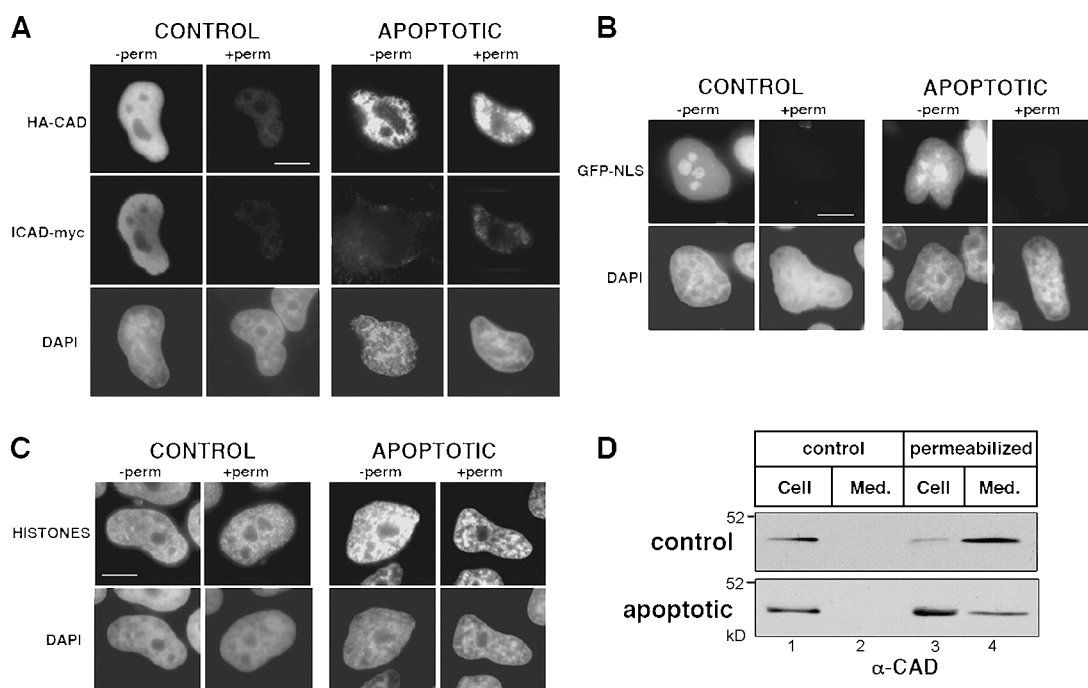 A
CONTROL APOPTOTIC
-perm +perm -perm +perm
HA-CAD
ICAD-myc
DAPI
B
CONTROL APOPTOTIC
-perm +perm -perm +perm
GFP-NLS
DAPI
C
CONTROL APOPTOTIC
-perm +perm -perm +perm
HISTONES
DAPI
D
control permeabilized
Cell Med. Cell Med.
52
control
52
apoptotic
kD
1 2 3 4
α-CAD